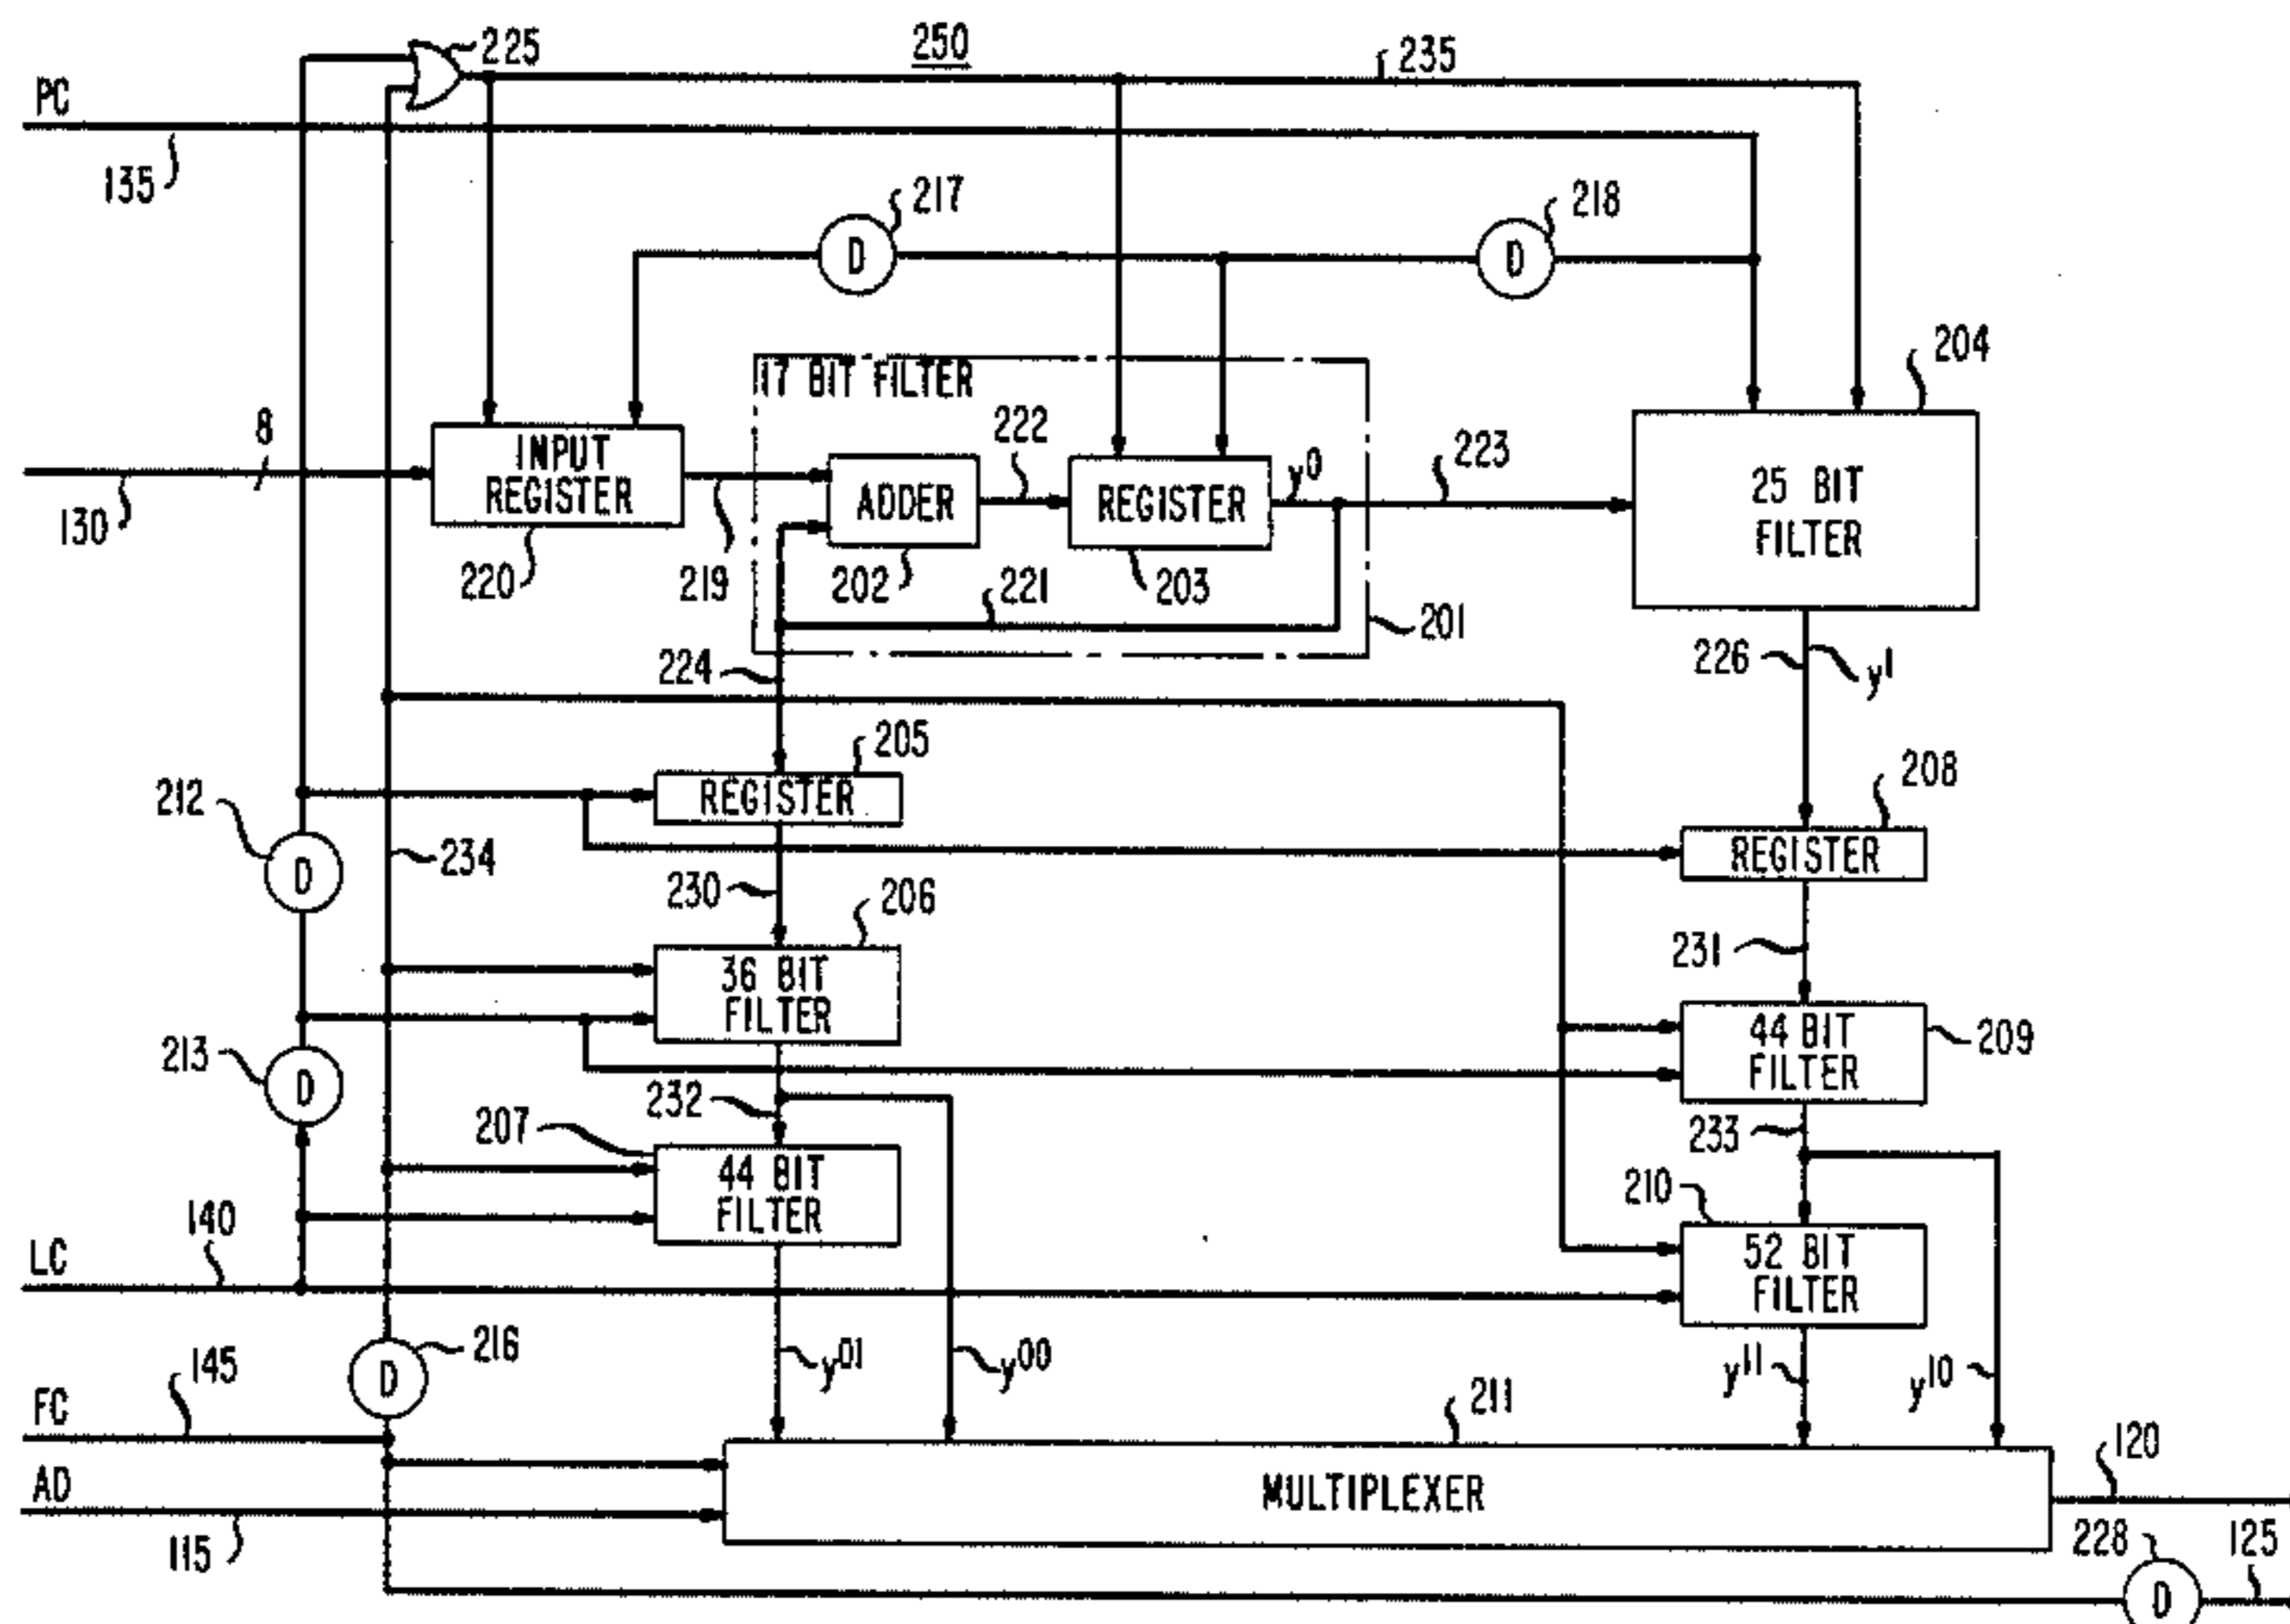 225
250
235
PC
135
D
217
D
218
204
17 BIT FILTER
8
130
INPUT
REGISTER
220
219
ADDER
202
222
REGISTER
203
y0
223
221
201
25 BIT
FILTER
224
226
y1
205
REGISTER
208
REGISTER
212
D
234
230
206
36 BIT
FILTER
231
44 BIT
FILTER
209
213
D
232
207
44 BIT
FILTER
233
210
52 BIT
FILTER
LC
140
D
216
y01
y00
y11
y10
FC
145
AD
115
211
MULTIPLEXER
120
228
D
125